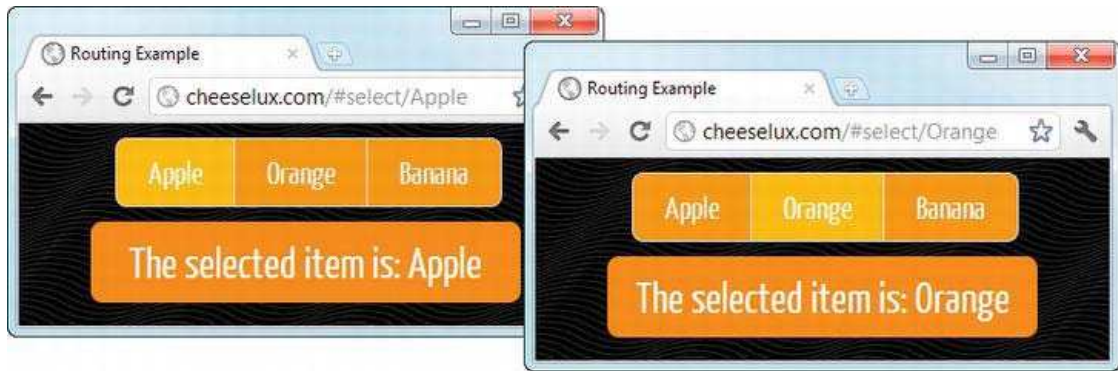 Routing Example
cheeselux.com/#select/Apple
Apple Orange Banana
The selected item is: Apple
Routing Example
cheeselux.com/#select/Orange
Apple Orange Banana
The selected item is: Orange